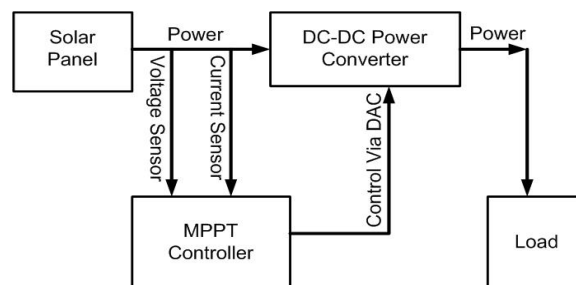 Solar
Panel
Power
DC-DC Power
Converter
Power
Voltage Sensor
Current Sensor
Control Via DAC
MPPT
Controller
Load